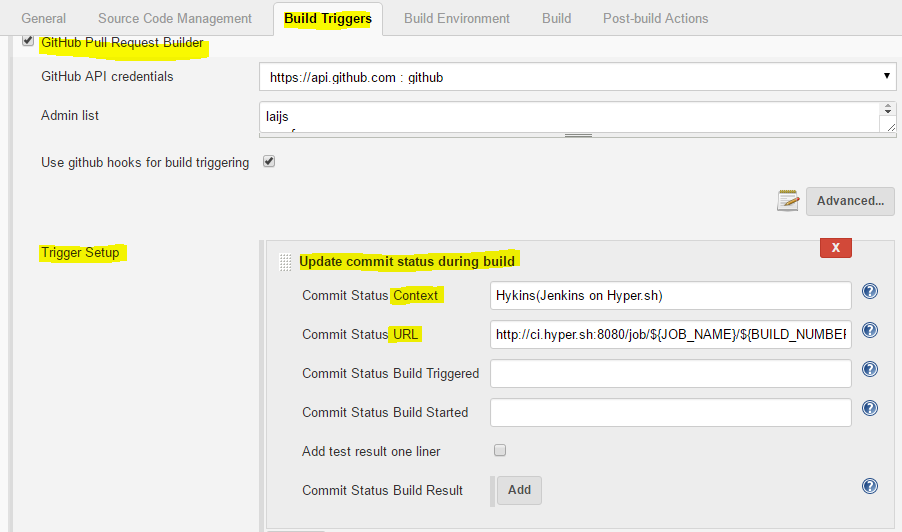 General Source Code Management Build Triggers Build Environment Build Post-build Actions
GitHub Pull Request Builder
GitHub API credentials https://api.github.com : github
Admin list laijs
Use github hooks for build triggering
Advanced...
Trigger Setup X
Update commit status during build
Commit Status Context Hykins(Jenkins on Hyper.sh)
Commit Status URL http://ci.hyper.sh:8080/job/${JOB_NAME}/${BUILD_NUMBER
Commit Status Build Triggered
Commit Status Build Started
Add test result one liner
Commit Status Build Result Add